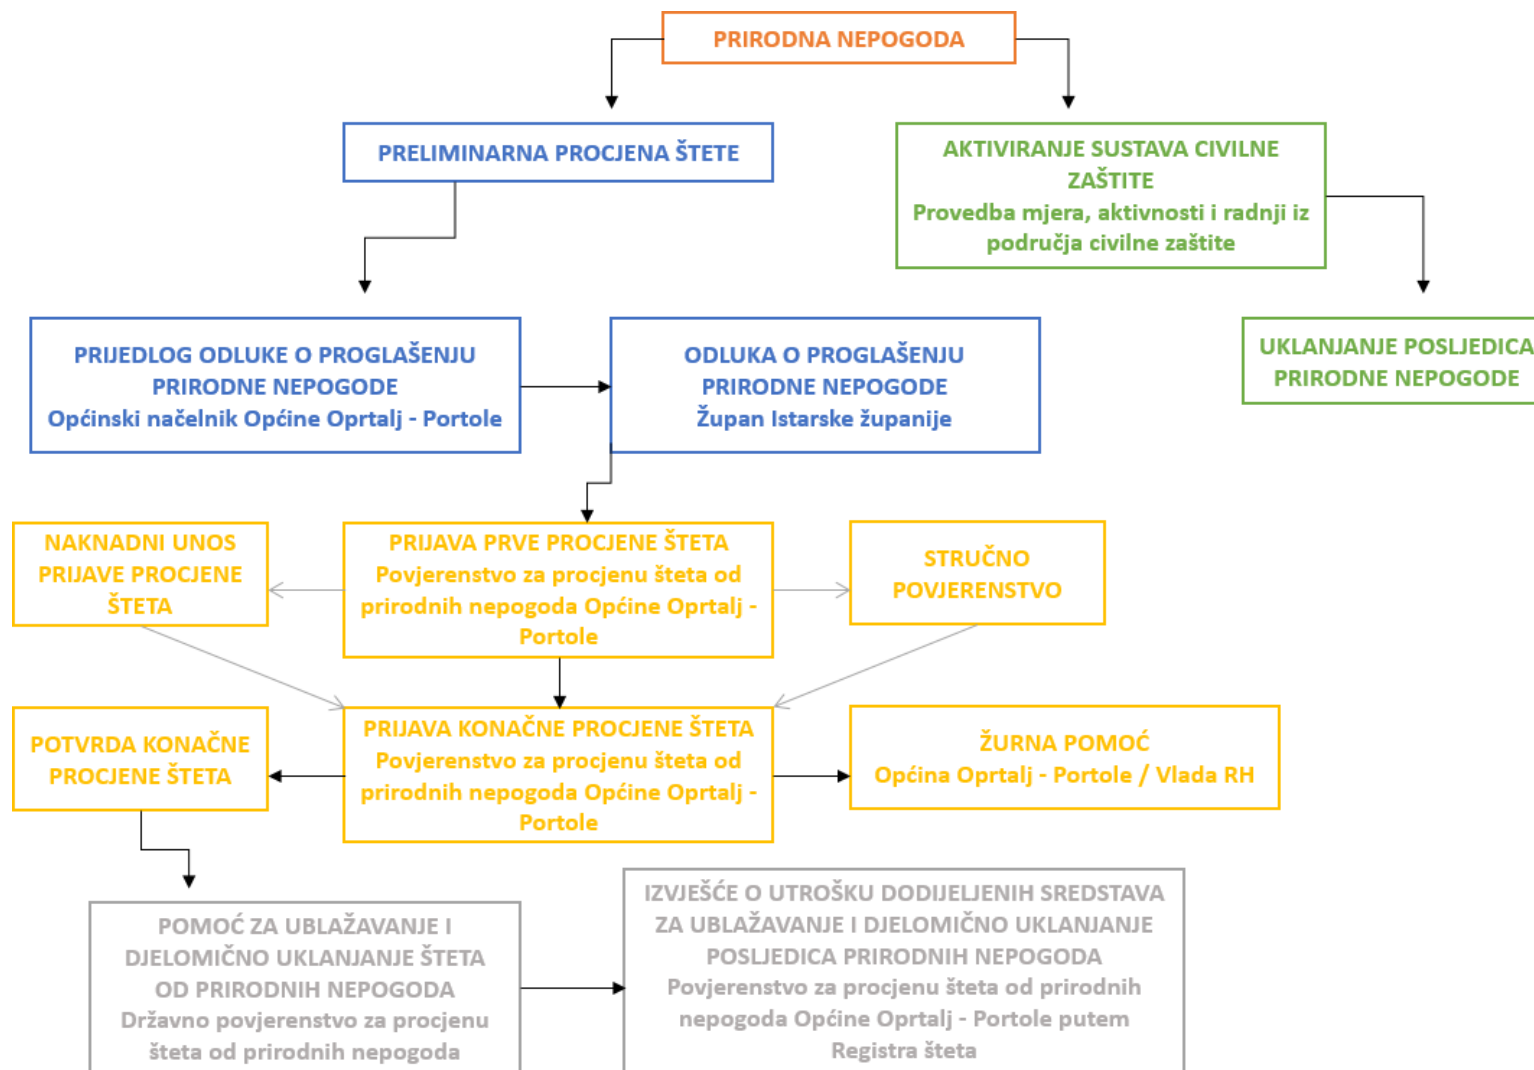 PRIRODNA NEPOGODA
PRELIMINARNA PROCJENA ŠTETE
AKTIVIRANJE SUSTAVA CIVILNE
ZAŠTITE
Provedba mjera, aktivnosti i radnji iz
područja civilne zaštite
PRIJEDLOG ODLUKE O PROGLAŠENJU
PRIRODNE NEPOGODE
Općinski načelnik Općine Oprtalj - Portole
ODLUKA O PROGLAŠENJU
PRIRODNE NEPOGODE
Župan Istarske županije
UKLANJANJE POSLJEDICA
PRIRODNE NEPOGODE
NAKNADNI UNOS
PRIJAVE PROCJENE
ŠTETA
PRIJAVA PRVE PROCJENE ŠTETA
Povjerenstvo za procjenu šteta od
prirodnih nepogoda Općine Oprtalj -
Portole
STRUČNO
POVJERENSTVO
POTVRDA KONAČNE
PROCJENE ŠTETA
PRIJAVA KONAČNE PROCJENE ŠTETA
Povjerenstvo za procjenu šteta od
prirodnih nepogoda Općine Oprtalj -
Portole
ŽURNA POMOĆ
Općina Oprtalj - Portole / Vlada RH
POMOĆ ZA UBLAŽAVANJE I
DJELOMIČNO UKLANJANJE ŠTETA
OD PRIRODNIH NEPOGODA
Državno povjerenstvo za procjenu
šteta od prirodnih nepogoda
IZVJEŠĆE O UTROŠKU DODIJELJENIH SREDSTAVA
ZA UBLAŽAVANJE I DJELOMIČNO UKLANJANJE
POSLJEDICA PRIRODNIH NEPOGODA
Povjerenstvo za procjenu šteta od prirodnih
nepogoda Općine Oprtalj - Portole putem
Registra šteta